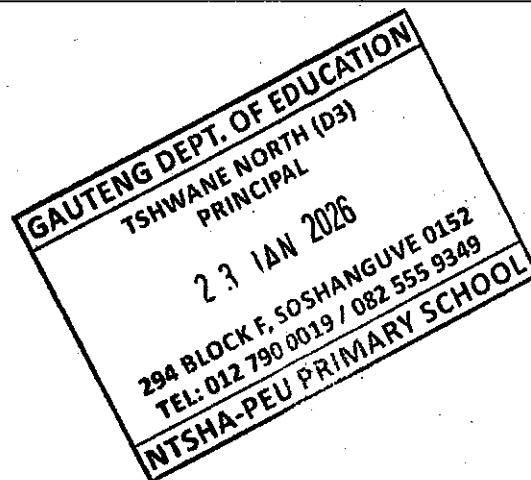 GAUTENG DEPT. OF EDUCATION
TSHWANE NORTH (D3)
PRINCIPAL
23 JAN 2026
294 BLOCK F, SOSHANGUVE 0152
TEL: 012 790 0019 / 082 555 9349
NTSHA-PEU PRIMARY SCHOOL